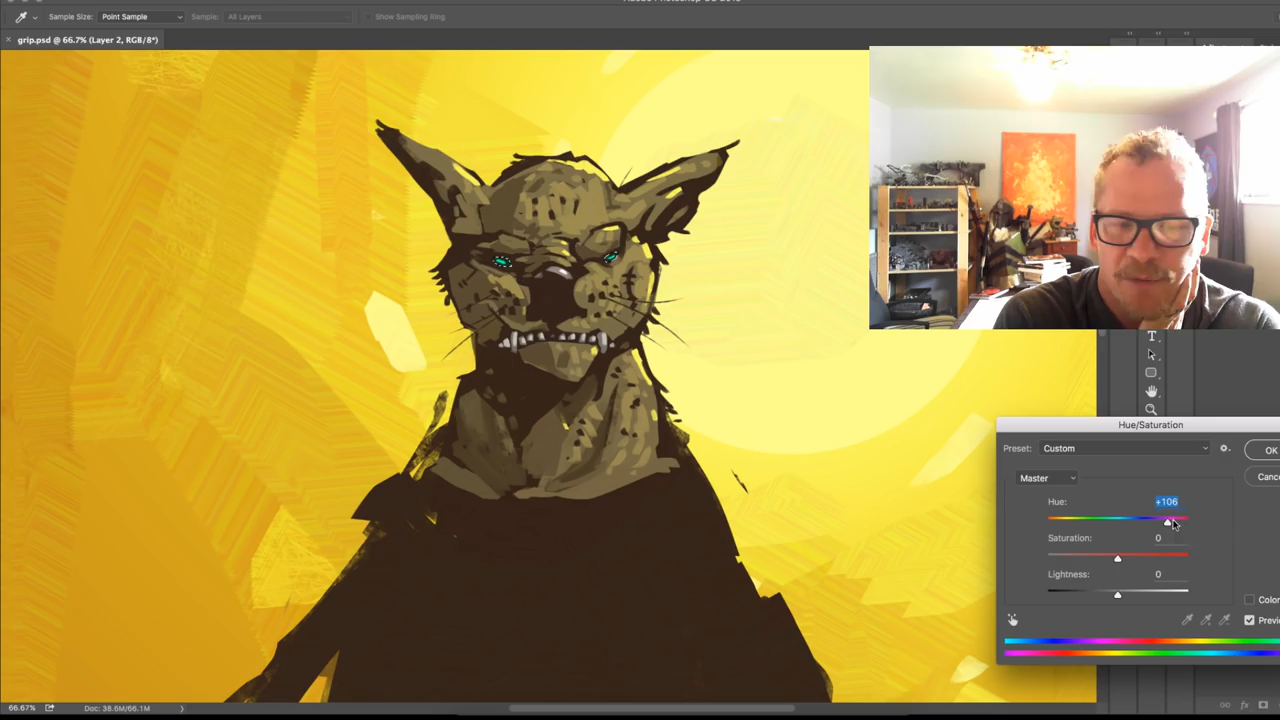 Sample Size: Point Sample Sample: All Layers Show Sampling Ring
× grip.psd @ 66.7% (Layer 2, RGB/8*)
Hue/Saturation
Preset: Custom OK
Master
Hue: +106
Saturation: 0
Lightness: 0
66.67% Doc: 38.6M/66.1M